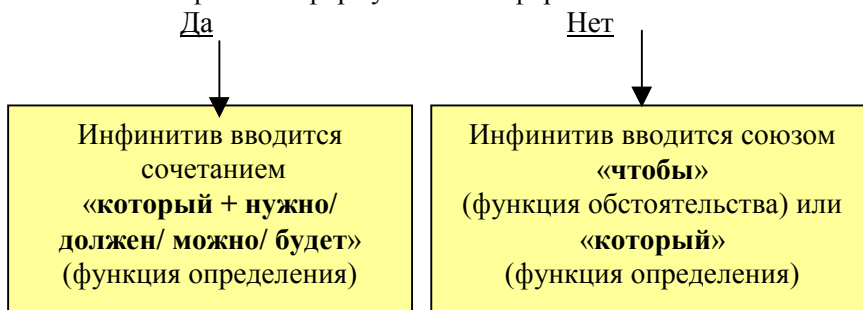 Да Нет
Инфинитив вводится
сочетанием
«который + нужно/
должен/ можно/ будет»
(функция определения)
Инфинитив вводится союзом
«чтобы»
(функция обстоятельства) или
«который»
(функция определения)